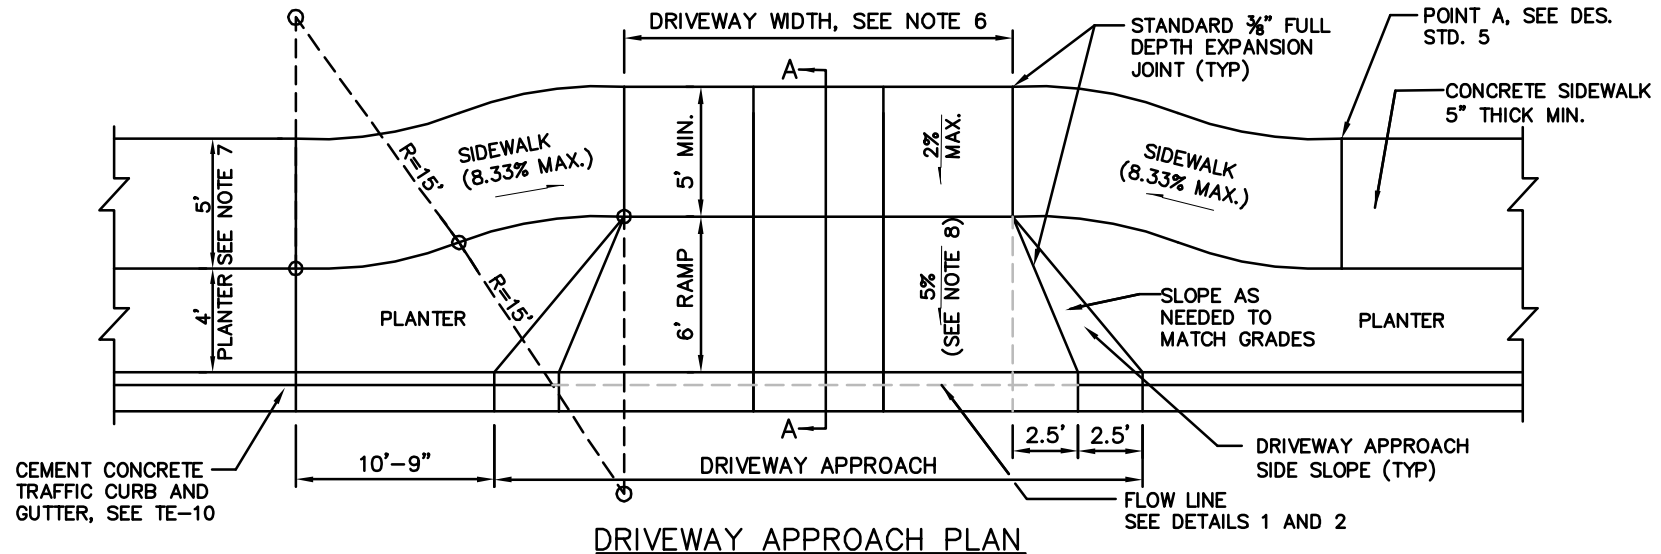 DRIVEWAY WIDTH, SEE NOTE 6
STANDARD ⅜" FULL
DEPTH EXPANSION
JOINT (TYP)
POINT A, SEE DES.
STD. 5
CONCRETE SIDEWALK
5" THICK MIN.
A
R=15'
SIDEWALK
(8.33% MAX.)
5' MIN.
2%
MAX.
SIDEWALK
(8.33% MAX.)
5'
SEE NOTE 7
R=15'
4'
PLANTER
PLANTER
6' RAMP
5%
(SEE NOTE 8)
SLOPE AS
NEEDED TO
MATCH GRADES
PLANTER
A
2.5'
2.5'
CEMENT CONCRETE
TRAFFIC CURB AND
GUTTER, SEE TE-10
10'-9"
DRIVEWAY APPROACH
DRIVEWAY APPROACH
SIDE SLOPE (TYP)
FLOW LINE
SEE DETAILS 1 AND 2
DRIVEWAY APPROACH PLAN